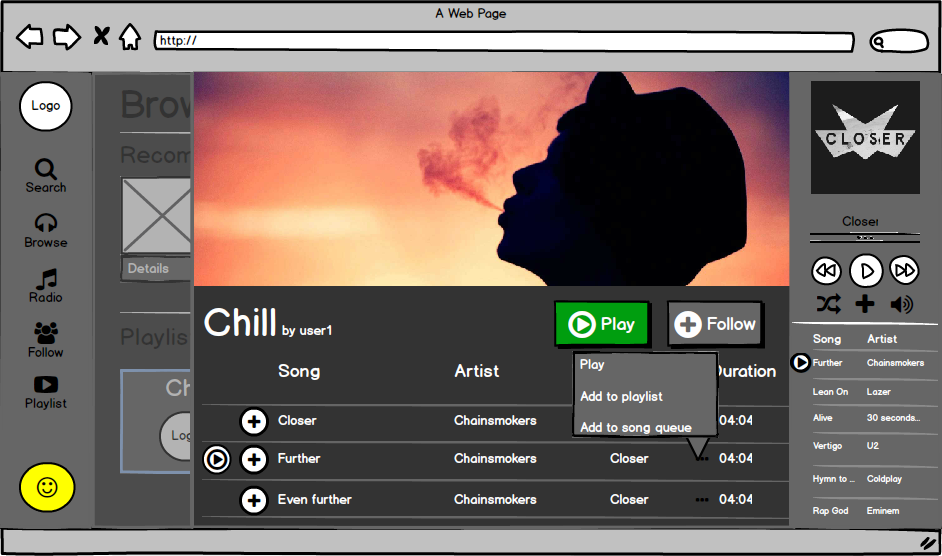 A Web Page
http://
Logo
Search
Browse
Radio
Follow
Playlist
Brow
Recom
Details
Playlis
Ch
Log
Chill by user1
Play
Follow
Play
Add to playlist
Add to song queue
Song Artist Duration
Closer Chainsmokers 04:04
Further Chainsmokers Closer ... 04:04
Even further Chainsmokers Closer ... 04:04
CLOSER
Closer
Song Artist
Further Chainsmokers
Lean On Lazer
Alive 30 seconds...
Vertigo U2
Hymn to ... Coldplay
Rap God Eminem